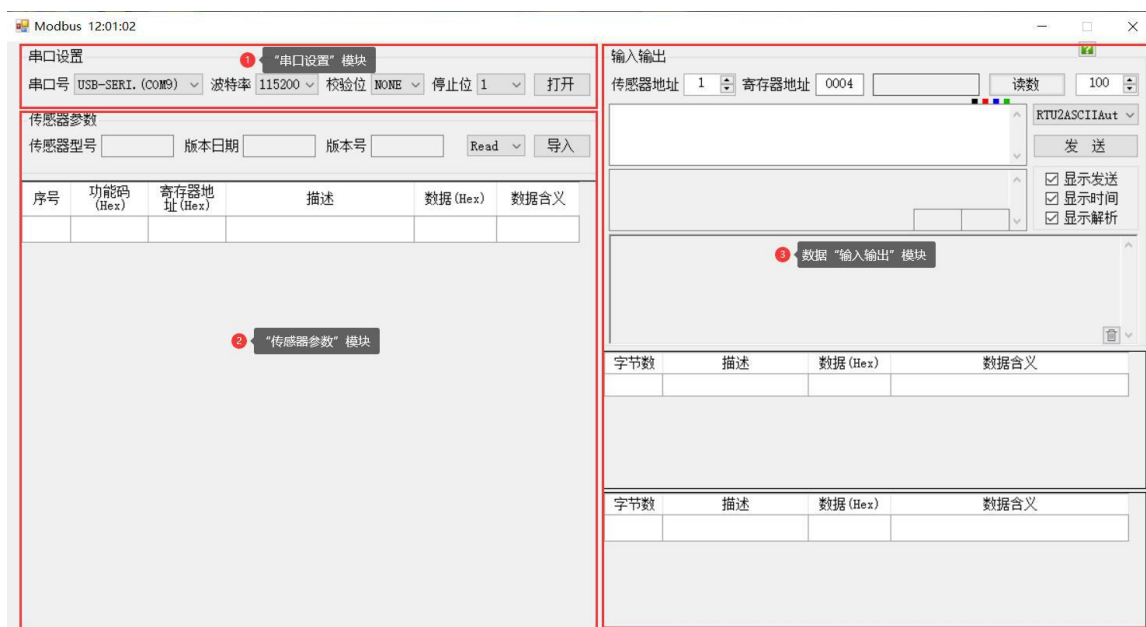 Modbus 12:01:02
串口设置
1 “串口设置”模块
串口号 USB-SERI.(COM9) 波特率 115200 校验位 NONE 停止位 1 打开
传感器参数
传感器型号 版本日期 版本号 Read 导入
序号 功能码(Hex) 寄存器地址(Hex) 描述 数据(Hex) 数据含义
2 “传感器参数”模块
输入输出
?
传感器地址 1 寄存器地址 0004 读数 100
RTU2ASCIIAut
发 送
显示发送
显示时间
显示解析
3 数据“输入输出”模块
字节数 描述 数据(Hex) 数据含义
字节数 描述 数据(Hex) 数据含义